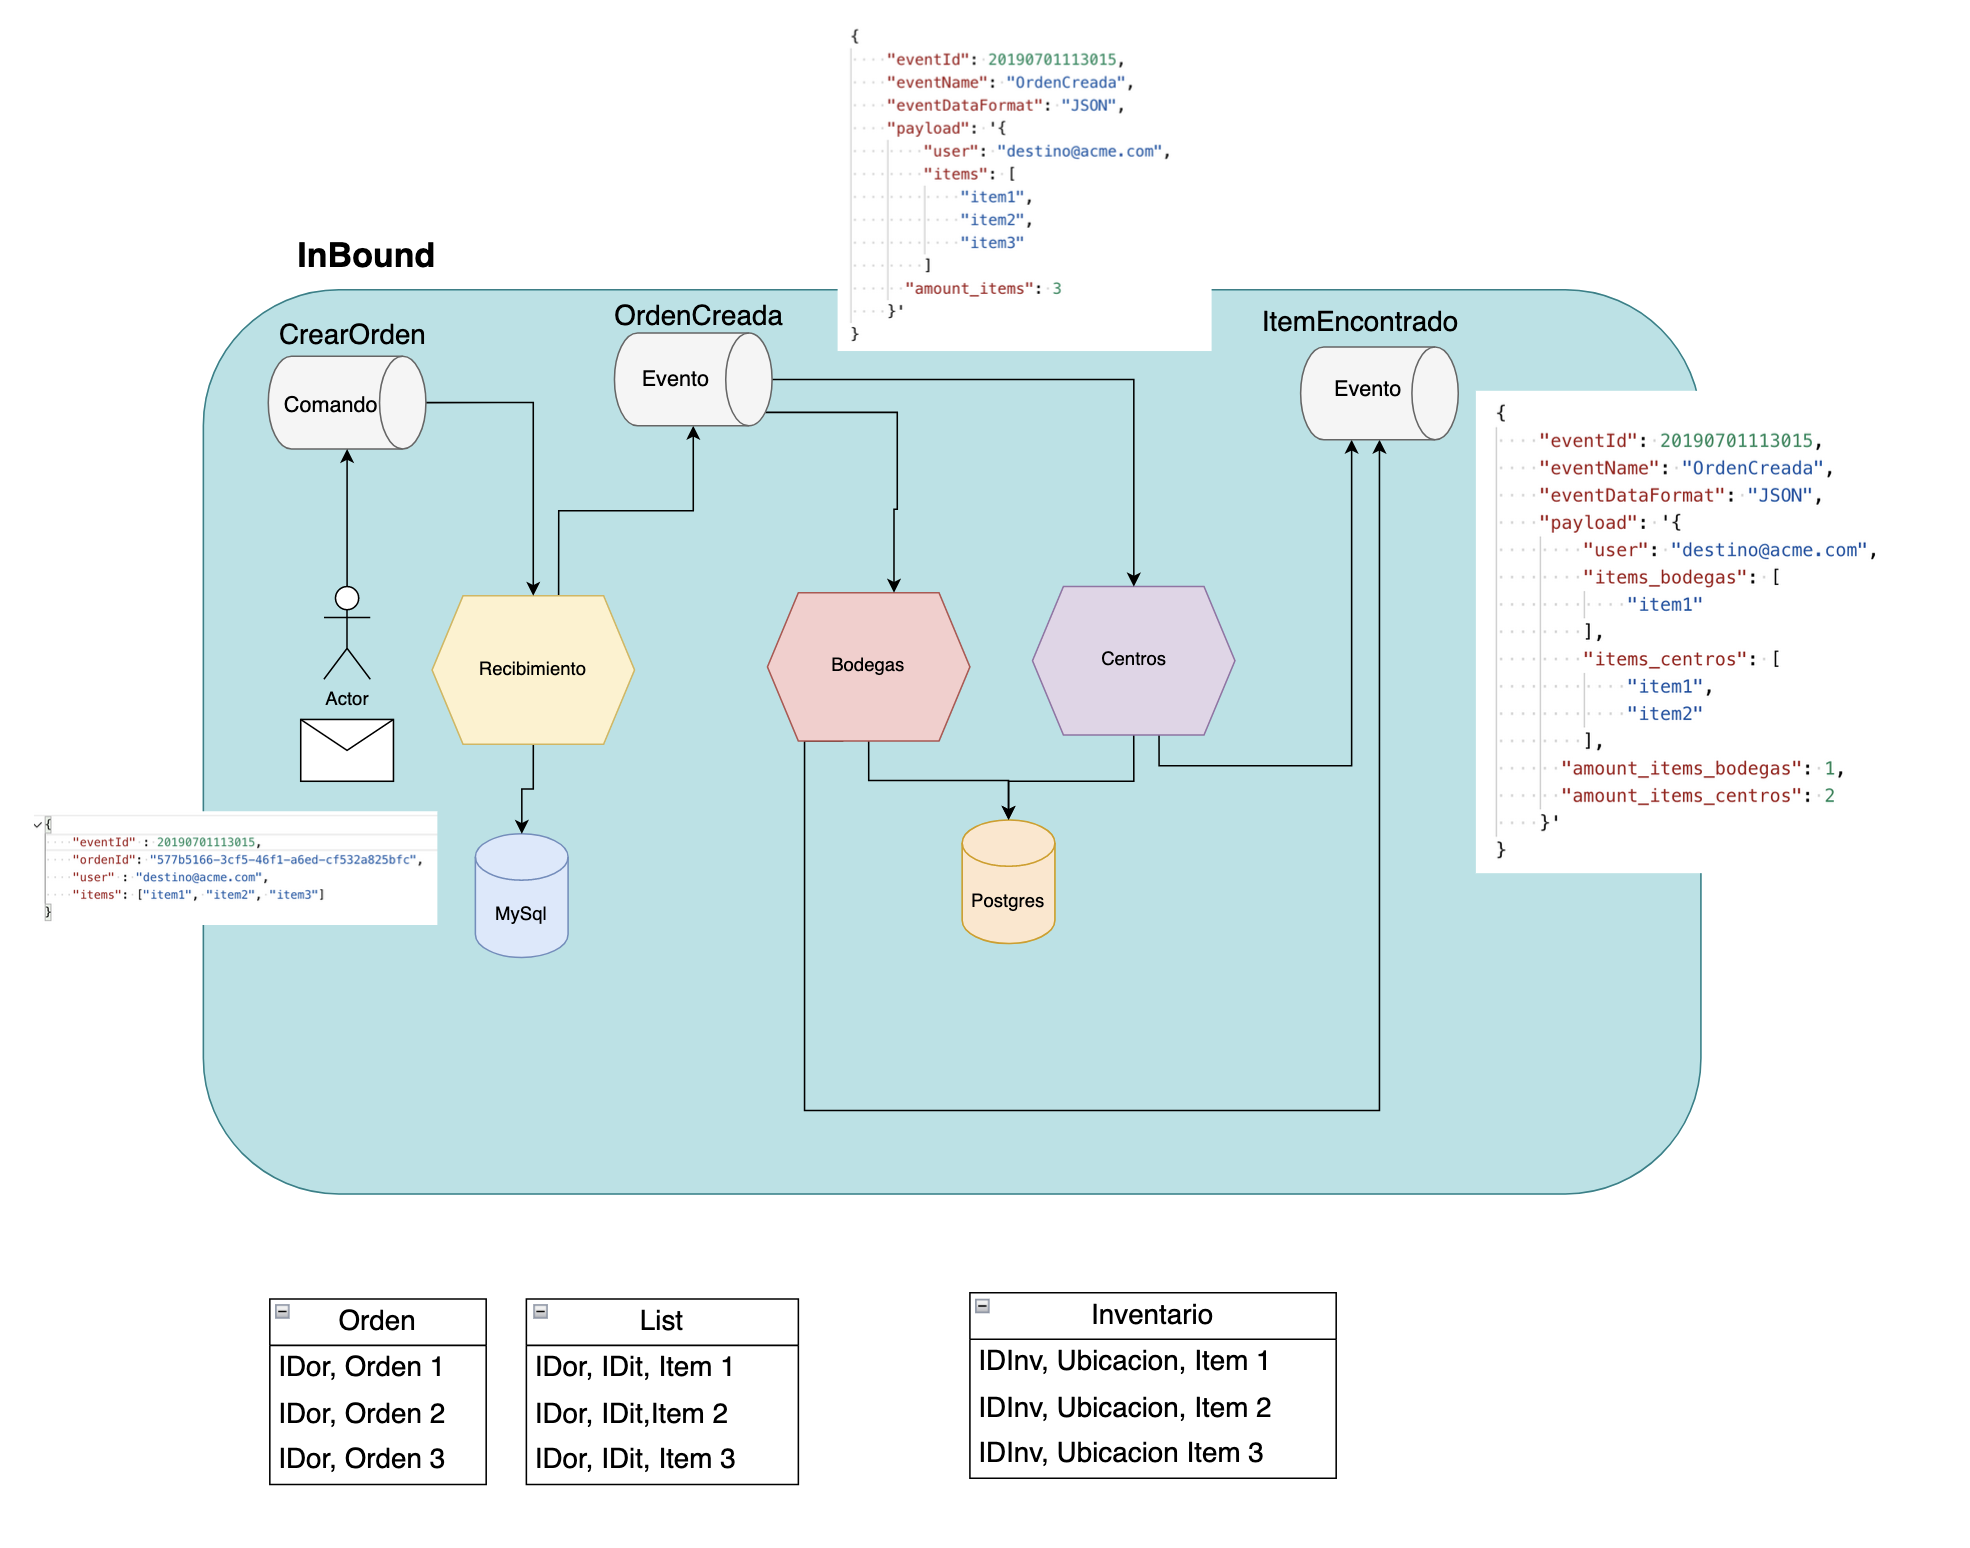 {
"eventId": 20190701113015,
"eventName": "OrdenCreada",
"eventDataFormat": "JSON",
"payload": '{
"user": "destino@acme.com",
"items": [
"item1",
"item2",
"item3"
]
"amount_items": 3
}'
}
InBound
CrearOrden
Comando
OrdenCreada
Evento
ItemEncontrado
Evento
{
"eventId": 20190701113015,
"eventName": "OrdenCreada",
"eventDataFormat": "JSON",
"payload": '{
"user": "destino@acme.com",
"items_bodegas": [
"item1"
],
"items_centros": [
"item1",
"item2"
],
"amount_items_bodegas": 1,
"amount_items_centros": 2
}'
}
Actor
Recibimiento
Bodegas
Centros
{
"eventId" : 20190701113015,
"ordenId": "577b5166-3cf5-46f1-a6ed-cf532a825bfc",
"user" : "destino@acme.com",
"items": ["item1", "item2", "item3"]
}
MySql
Postgres
Orden
IDor, Orden 1
IDor, Orden 2
IDor, Orden 3
List
IDor, IDit, Item 1
IDor, IDit,Item 2
IDor, IDit, Item 3
Inventario
IDInv, Ubicacion, Item 1
IDInv, Ubicacion, Item 2
IDInv, Ubicacion Item 3